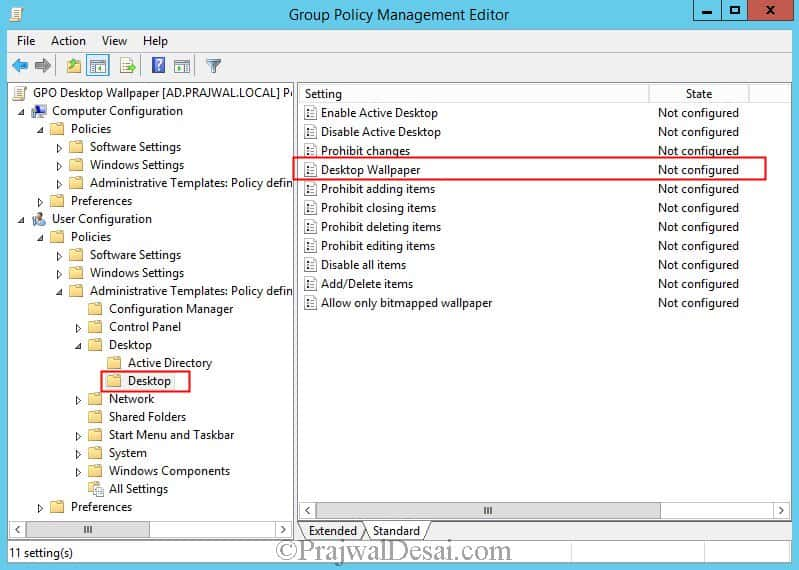 Group Policy Management Editor
File Action View Help
GPO Desktop Wallpaper [AD.PRAJWAL.LOCAL] P
Computer Configuration
Policies
Software Settings
Windows Settings
Administrative Templates: Policy defin
Preferences
User Configuration
Policies
Software Settings
Windows Settings
Administrative Templates: Policy defin
Configuration Manager
Control Panel
Desktop
Active Directory
Desktop
Network
Shared Folders
Start Menu and Taskbar
System
Windows Components
All Settings
Preferences
Setting State
Enable Active Desktop Not configured
Disable Active Desktop Not configured
Prohibit changes Not configured
Desktop Wallpaper Not configured
Prohibit adding items Not configured
Prohibit closing items Not configured
Prohibit deleting items Not configured
Prohibit editing items Not configured
Disable all items Not configured
Add/Delete items Not configured
Allow only bitmapped wallpaper Not configured
Extended Standard
11 setting(s)
©PrajwalDesai.com